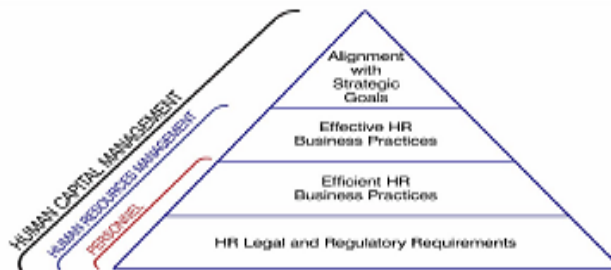 Alignment
with
Strategic
Goals
Effective HR
Business Practices
Efficient HR
Business Practices
HR Legal and Regulatory Requirements
HUMAN CAPITAL MANAGEMENT
HUMAN RESOURCES MANAGEMENT
PERSONNEL